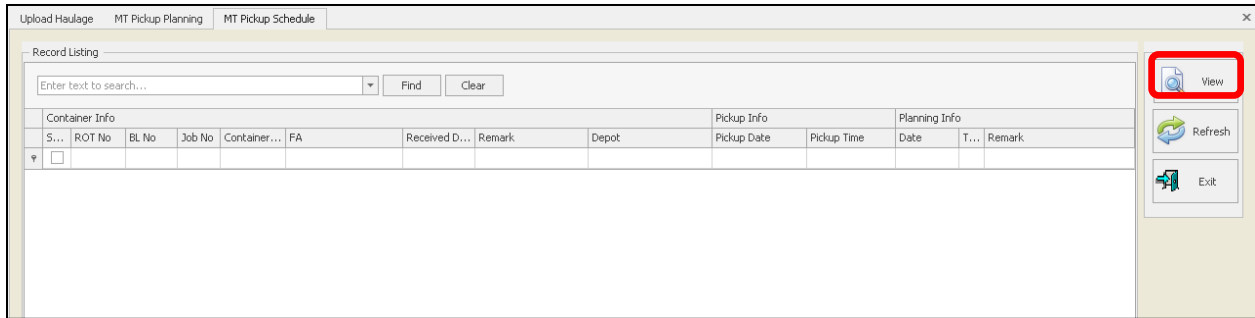 Upload Haulage MT Pickup Planning MT Pickup Schedule
Record Listing
Enter text to search... Find Clear
View
Container Info Pickup Info Planning Info
S... ROT No BL No Job No Container... FA Received D... Remark Depot Pickup Date Pickup Time Date T... Remark
Refresh
Exit